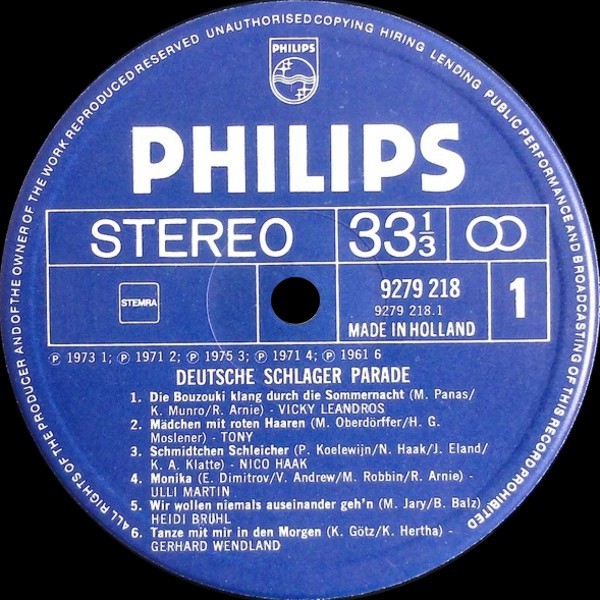 ALL RIGHTS OF THE PRODUCER AND OF THE OWNER OF THE WORK REPRODUCED RESERVED UNAUTHORISED COPYING HIRING LENDING PUBLIC PERFORMANCE AND BROADCASTING OF THIS RECORD PROHIBITED
PHILIPS
PHILIPS
STEREO 33 1/3
STEMRA
9279 218
9279 218.1
MADE IN HOLLAND
1
Ⓟ 1973 1; Ⓟ 1971 2; Ⓟ 1975 3; Ⓟ 1971 4; Ⓟ 1961 6
DEUTSCHE SCHLAGER PARADE
1. Die Bouzouki klang durch die Sommernacht (M. Panas/
K. Munro/R. Arnie) - VICKY LEANDROS
2. Mädchen mit roten Haaren (M. Oberdörffer/H. G.
Moslener) - TONY
3. Schmidtchen Schleicher (P. Koelewijn/N. Haak/J. Eland/
K. A. Klatte) - NICO HAAK
4. Monika (E. Dimitrov/V. Andrew/M. Robbin/R. Arnie) -
ULLI MARTIN
5. Wir wollen niemals auseinander geh'n (M. Jary/B. Balz)
HEIDI BRÜHL
6. Tanze mit mir in den Morgen (K. Götz/K. Hertha) -
GERHARD WENDLAND